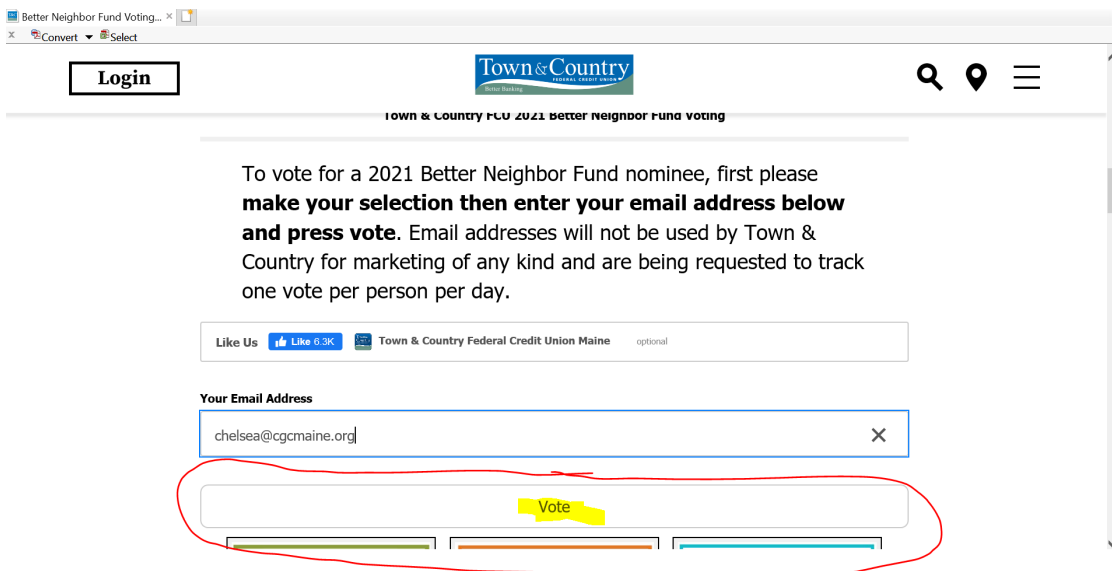 Better Neighbor Fund Voting...
Convert Select
Login
Town & Country
FEDERAL CREDIT UNION
Better Banking
Town & Country FCU 2021 Better Neighbor Fund Voting
To vote for a 2021 Better Neighbor Fund nominee, first please
make your selection then enter your email address below
and press vote. Email addresses will not be used by Town &
Country for marketing of any kind and are being requested to track
one vote per person per day.
Like Us Like 6.3K Town & Country Federal Credit Union Maine optional
Your Email Address
chelsea@cgcmaine.org
Vote